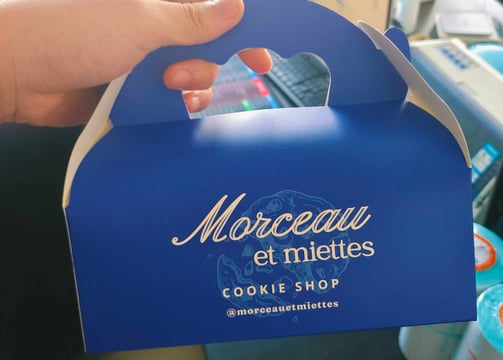 Morceau
et miettes
COOKIE SHOP
@morceauetmiettes